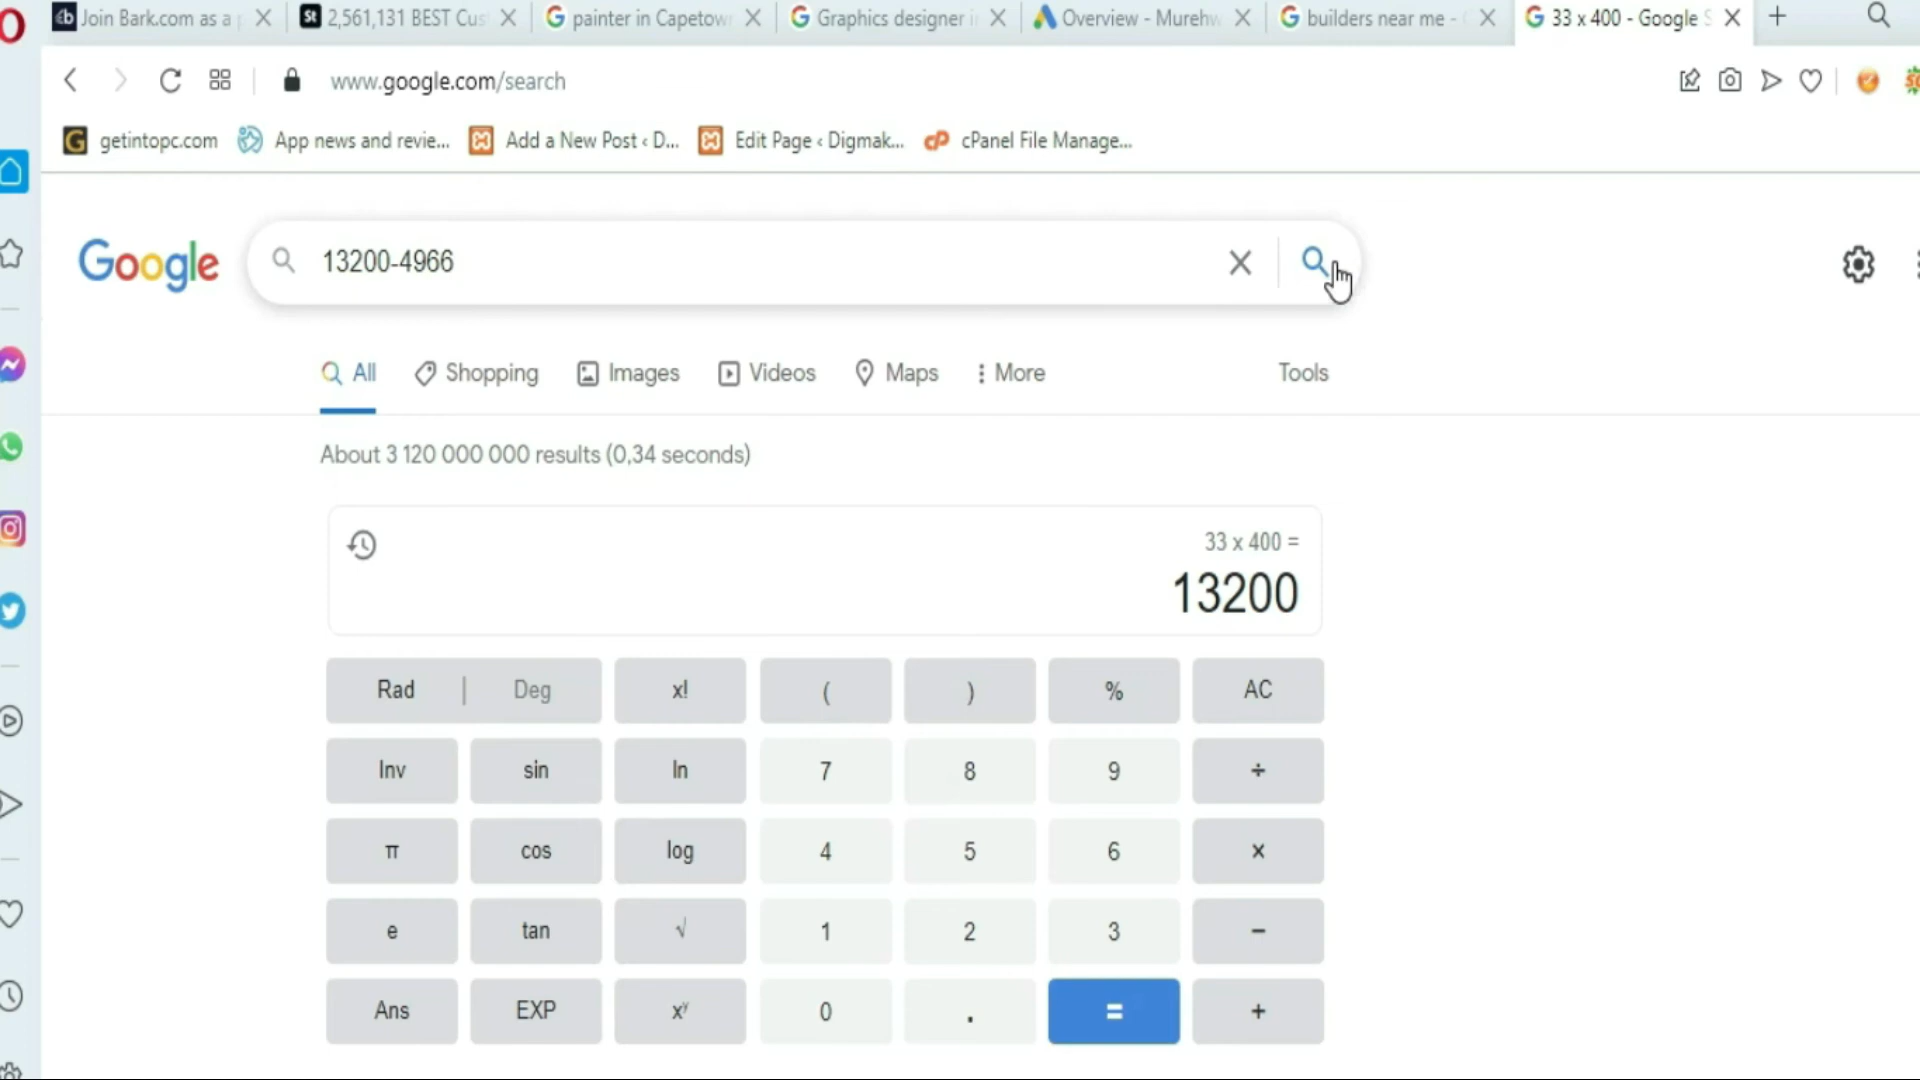 Join Bark.com as a p
2,561,131 BEST Cus
painter in Capetown
Graphics designer i
Overview - Murehw
builders near me -
33 x 400 - Google S
www.google.com/search
getintopc.com
App news and revie...
Add a New Post ‹ D...
Edit Page ‹ Digmak...
cPanel File Manage...
Google
13200-4966
All
Shopping
Images
Videos
Maps
More
Tools
About 3 120 000 000 results (0,34 seconds)
33 x 400 =
13200
Rad | Deg x! ( ) % AC
Inv sin ln 7 8 9 ÷
π cos log 4 5 6 ×
e tan √ 1 2 3 −
Ans EXP xʸ 0 . = +